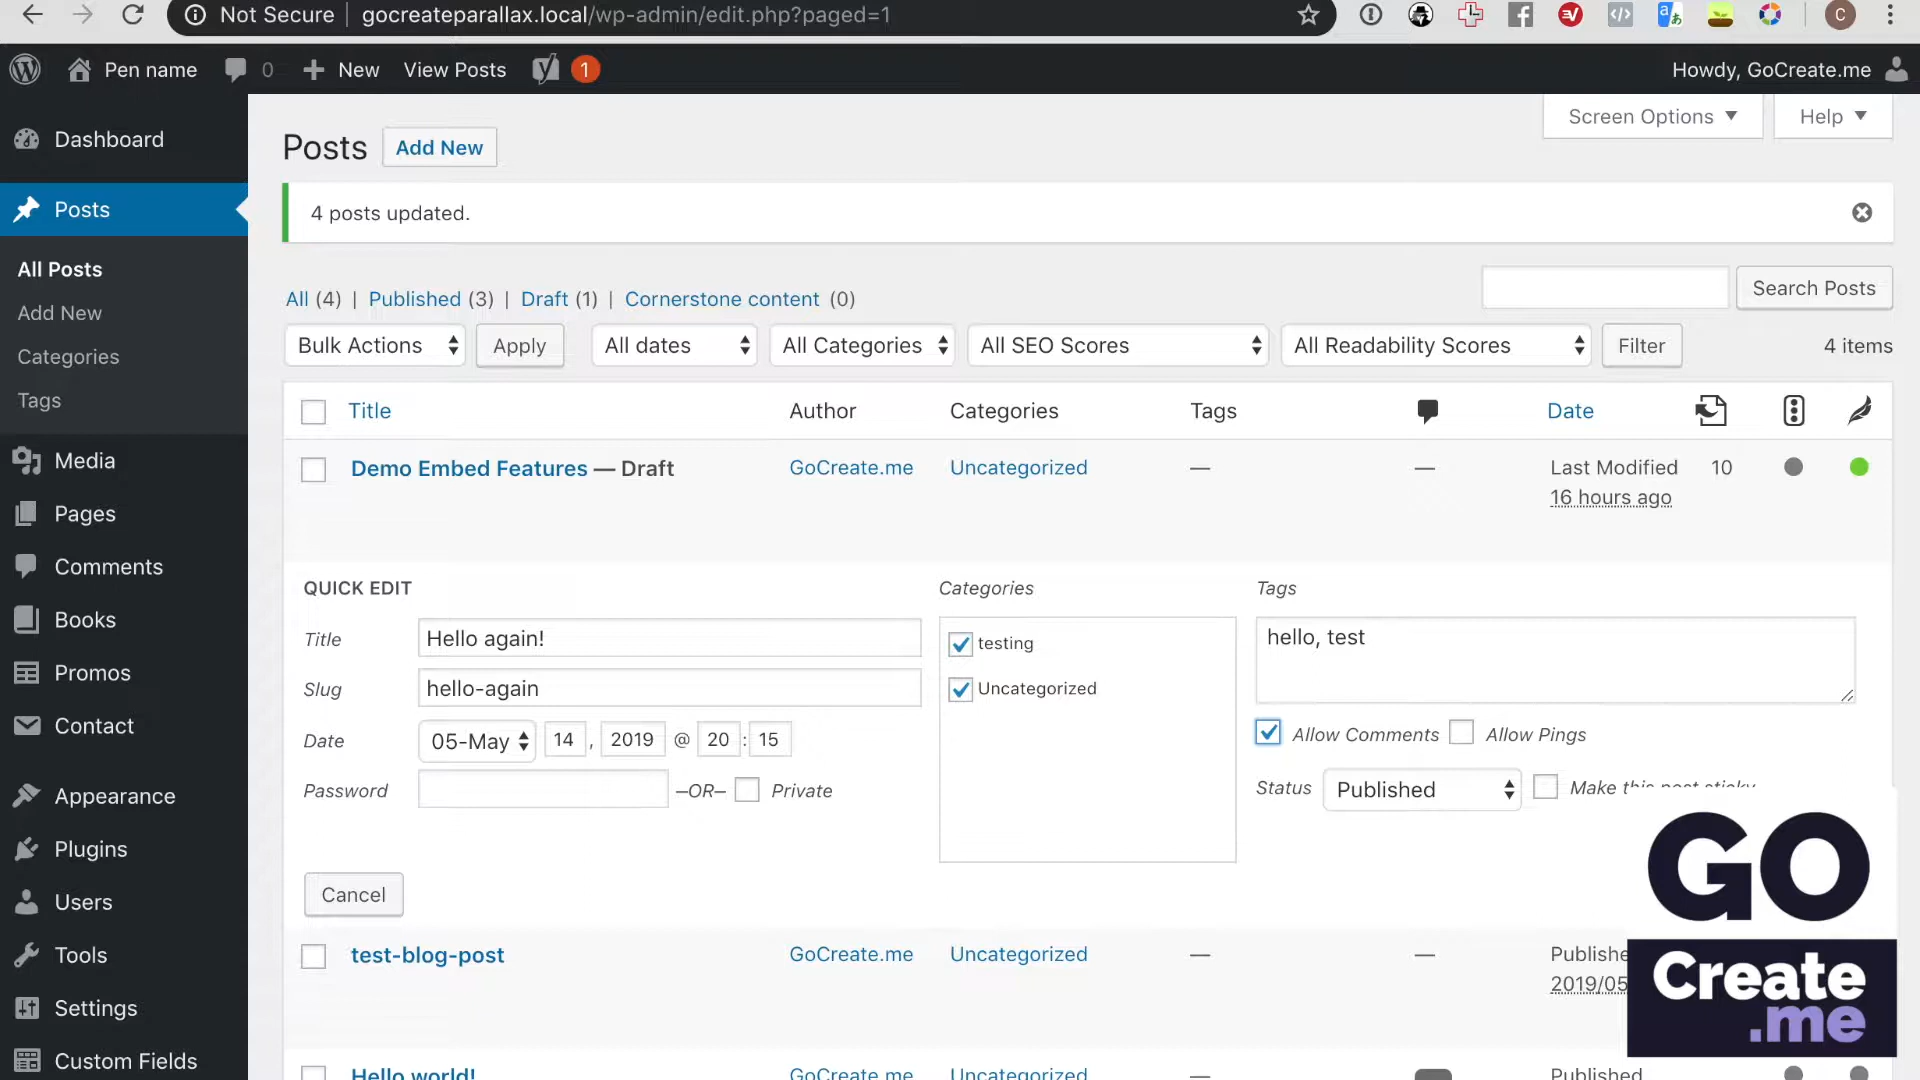 Not Secure | gocreateparallax.local/wp-admin/edit.php?paged=1
C
Pen name 0 New View Posts 1 Howdy, GoCreate.me
Dashboard
Posts
All Posts
Add New
Categories
Tags
Media
Pages
Comments
Books
Promos
Contact
Appearance
Plugins
Users
Tools
Settings
Custom Fields
Screen Options Help
Posts Add New
4 posts updated.
All (4) | Published (3) | Draft (1) | Cornerstone content (0)
Search Posts
Bulk Actions Apply All dates All Categories All SEO Scores All Readability Scores Filter 4 items
Title Author Categories Tags Date
Demo Embed Features — Draft GoCreate.me Uncategorized — — Last Modified 10
16 hours ago
QUICK EDIT Categories Tags
Title Hello again! testing hello, test
Slug hello-again Uncategorized
Date 05-May 14 , 2019 @ 20 : 15 Allow Comments Allow Pings
Password –OR– Private Status Published Make this post sticky
Cancel
test-blog-post GoCreate.me Uncategorized — — Publishe
2019/05
Hello world! GoCreate.me Uncategorized — Published
GO
Create
.me